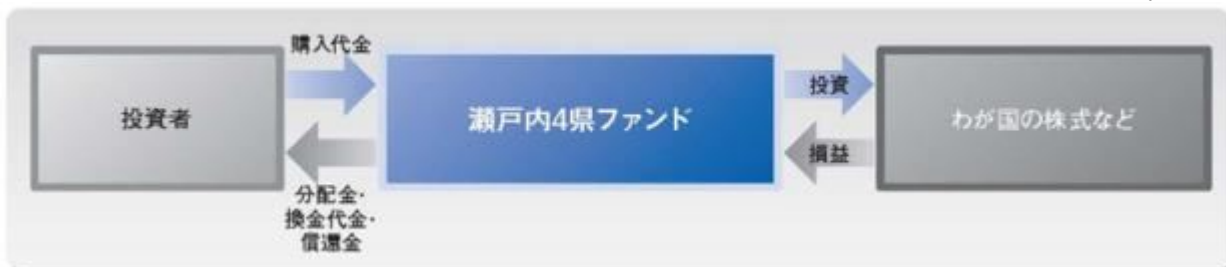 購入代金
投資者
瀬戸内4県ファンド
投資
わが国の株式など
損益
分配金・
換金代金・
償還金